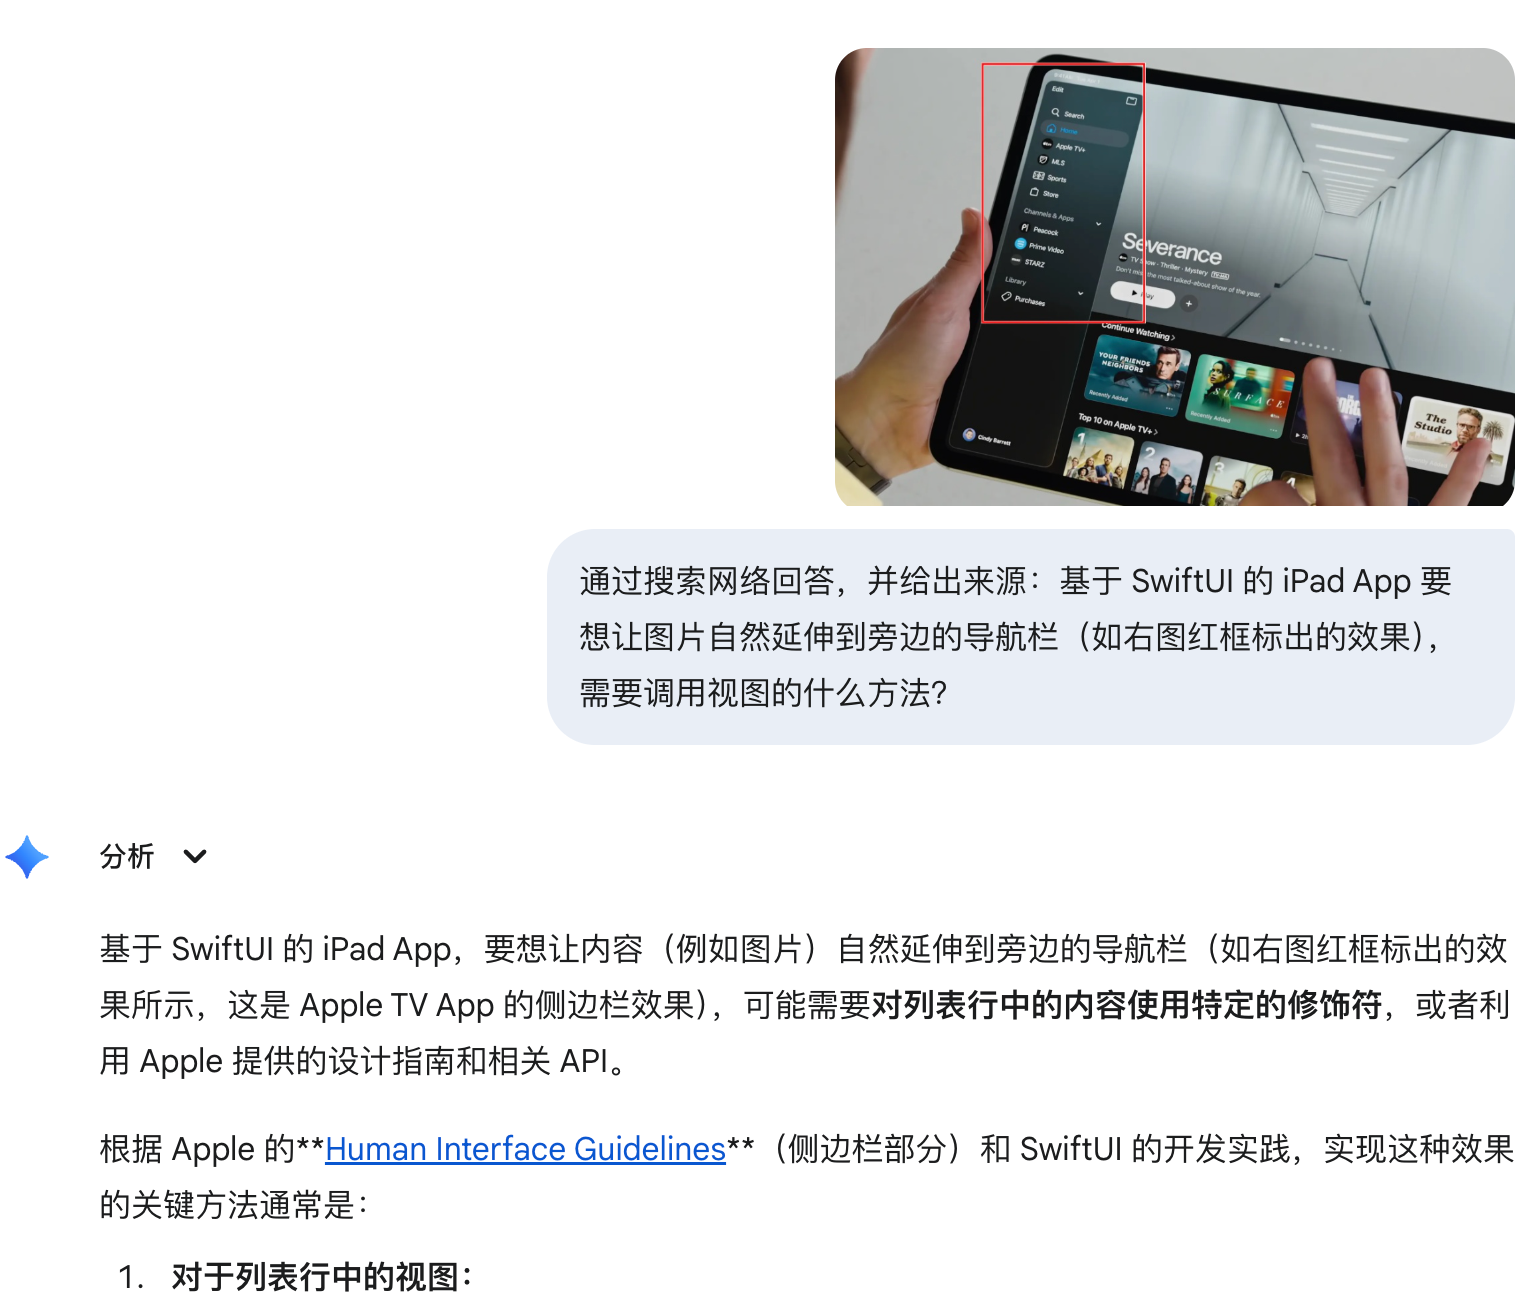 Edit
Search
Home
Apple TV+
MLS
Sports
Store
Channels & Apps
Peacock
Prime Video
STARZ
Library
Purchases
Cindy Barrett
Severance
TV Show · Thriller · Mystery
Don't miss the most talked-about show of the year.
Play
Continue Watching
YOUR FRIENDS
NEIGHBORS
Recently Added
SURFACE
Recently Added
The
Studio
Top 10 on Apple TV+
1
2
3
4
通过搜索网络回答，并给出来源：基于 SwiftUI 的 iPad App 要
想让图片自然延伸到旁边的导航栏（如右图红框标出的效果），
需要调用视图的什么方法？
分析
基于 SwiftUI 的 iPad App，要想让内容（例如图片）自然延伸到旁边的导航栏（如右图红框标出的效
果所示，这是 Apple TV App 的侧边栏效果），可能需要对列表行中的内容使用特定的修饰符，或者利
用 Apple 提供的设计指南和相关 API。
根据 Apple 的**Human Interface Guidelines**（侧边栏部分）和 SwiftUI 的开发实践，实现这种效果
的关键方法通常是：
1. 对于列表行中的视图：